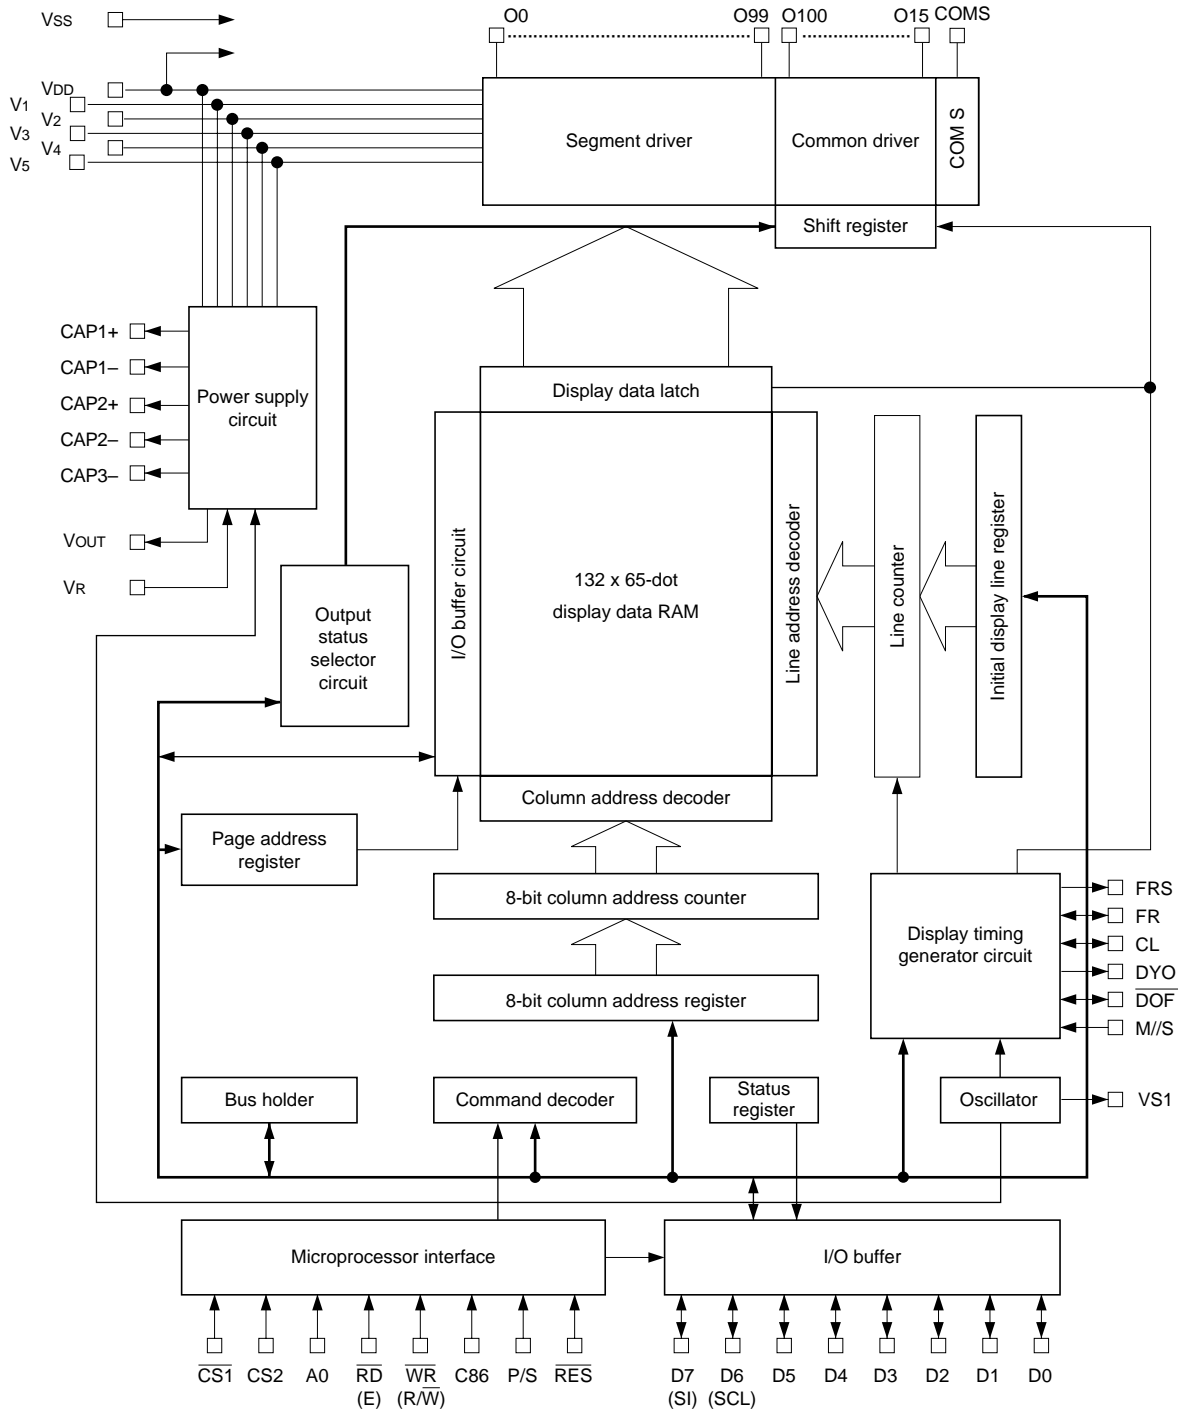 VSS
O0 O99 O100 O15 COMS
VDD
V1
V2
V3
V4
V5
Segment driver
Common driver
COM S
Shift register
CAP1+
CAP1–
CAP2+
CAP2–
CAP3–
Power supply
circuit
VOUT
VR
Display data latch
I/O buffer circuit
132 x 65-dot
display data RAM
Line address decoder
Line counter
Initial display line register
Output
status
selector
circuit
Column address decoder
Page address
register
8-bit column address counter
8-bit column address register
Display timing
generator circuit
FRS
FR
CL
DYO
D̅O̅F̅
M//S
Bus holder
Command decoder
Status
register
Oscillator
VS1
Microprocessor interface
I/O buffer
C̅S̅1̅ CS2 A0 R̅D̅ W̅R̅ C86 P/S R̅E̅S̅ D7 D6 D5 D4 D3 D2 D1 D0
(E) (R/W̅) (SI) (SCL)